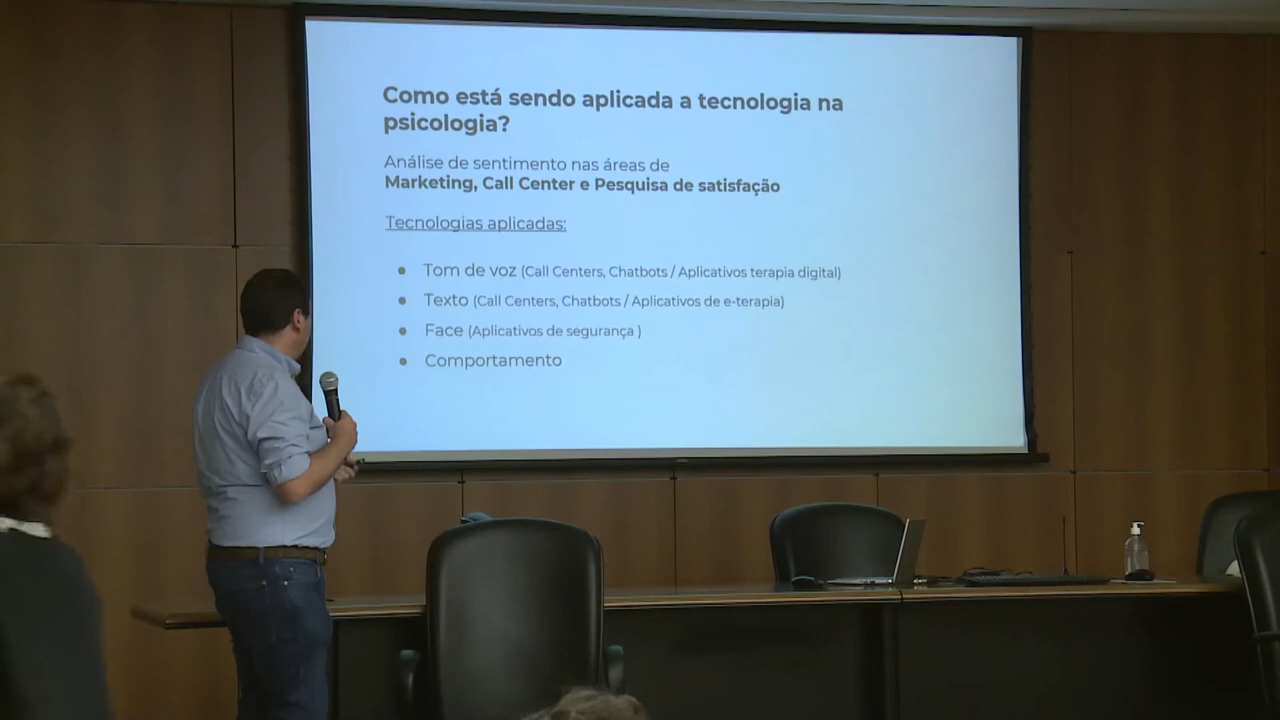 Como está sendo aplicada a tecnologia na
psicologia?
Análise de sentimento nas áreas de
Marketing, Call Center e Pesquisa de satisfação
Tecnologias aplicadas:
● Tom de voz (Call Centers, Chatbots / Aplicativos terapia digital)
● Texto (Call Centers, Chatbots / Aplicativos de e-terapia)
● Face (Aplicativos de segurança )
● Comportamento